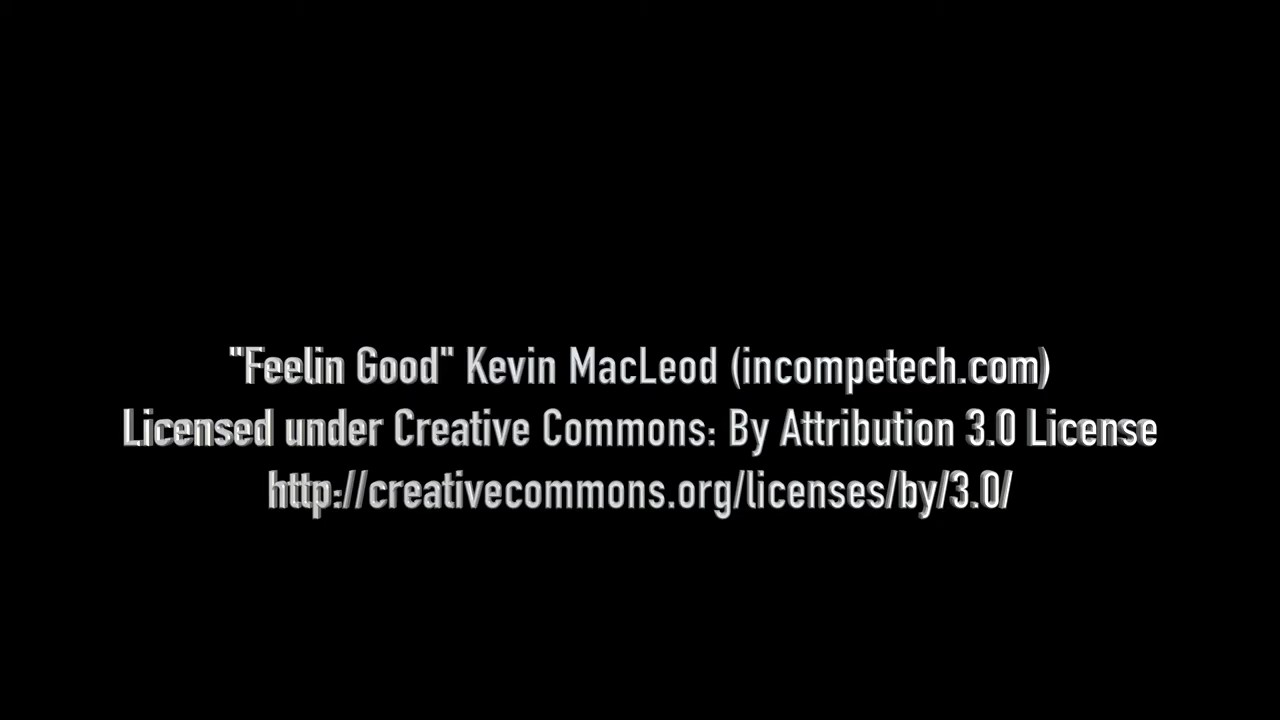 "Feelin Good" Kevin MacLeod (incompetech.com)
Licensed under Creative Commons: By Attribution 3.0 License
http://creativecommons.org/licenses/by/3.0/